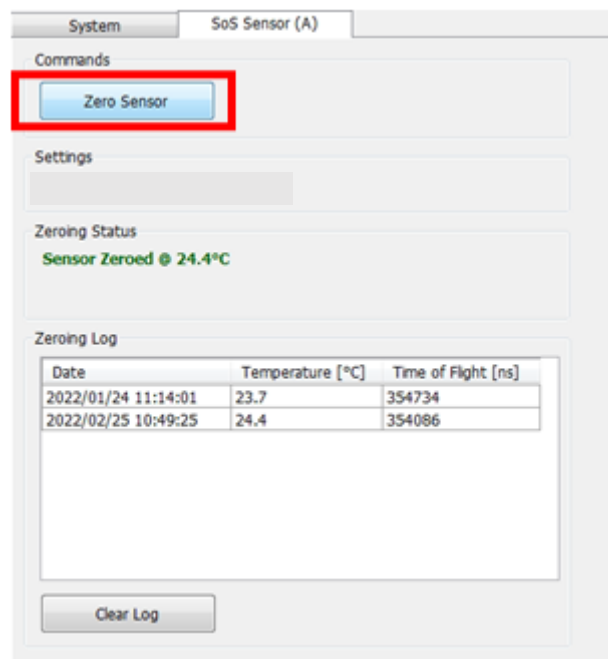 System SoS Sensor (A)
Commands
Zero Sensor
Settings
Zeroing Status
Sensor Zeroed @ 24.4°C
Zeroing Log
Date Temperature [°C] Time of Flight [ns]
2022/01/24 11:14:01 23.7 354734
2022/02/25 10:49:25 24.4 354086
Clear Log